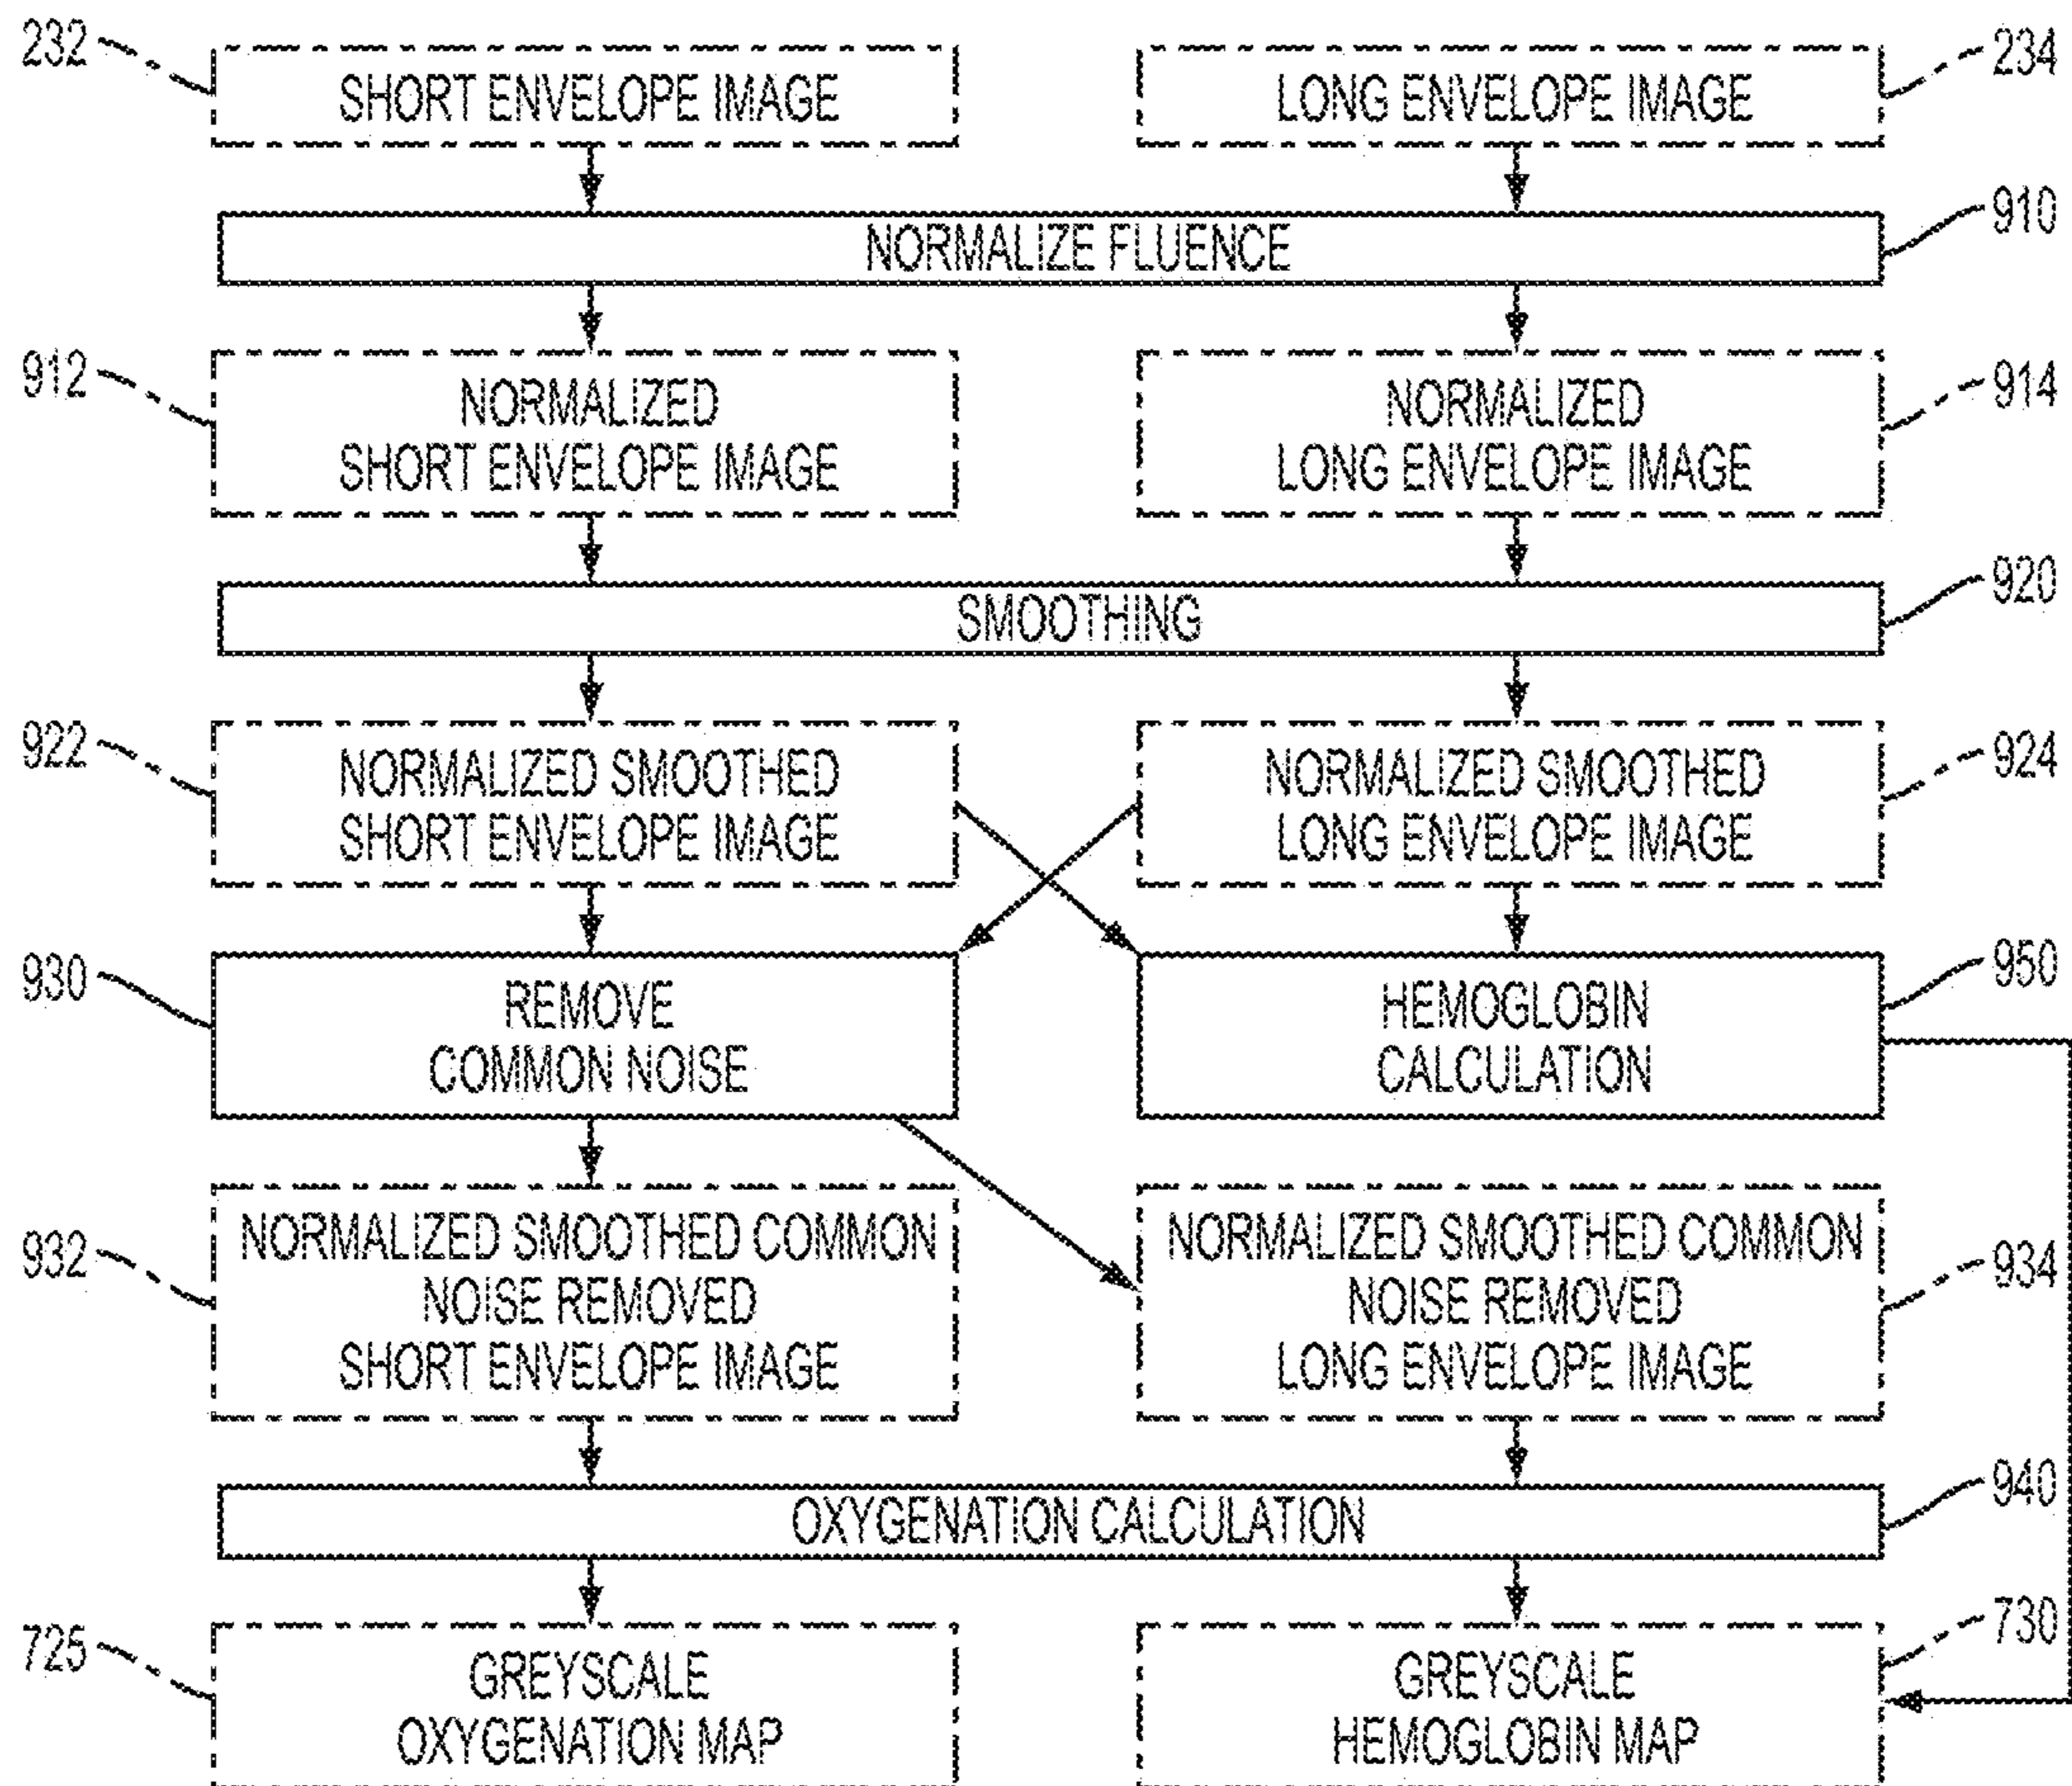 232
SHORT ENVELOPE IMAGE
LONG ENVELOPE IMAGE
234
NORMALIZE FLUENCE
910
912
NORMALIZED
SHORT ENVELOPE IMAGE
NORMALIZED
LONG ENVELOPE IMAGE
914
SMOOTHING
920
922
NORMALIZED SMOOTHED
SHORT ENVELOPE IMAGE
NORMALIZED SMOOTHED
LONG ENVELOPE IMAGE
924
930
REMOVE
COMMON NOISE
HEMOGLOBIN
CALCULATION
950
932
NORMALIZED SMOOTHED COMMON
NOISE REMOVED
SHORT ENVELOPE IMAGE
NORMALIZED SMOOTHED COMMON
NOISE REMOVED
LONG ENVELOPE IMAGE
934
OXYGENATION CALCULATION
940
725
GREYSCALE
OXYGENATION MAP
GREYSCALE
HEMOGLOBIN MAP
730